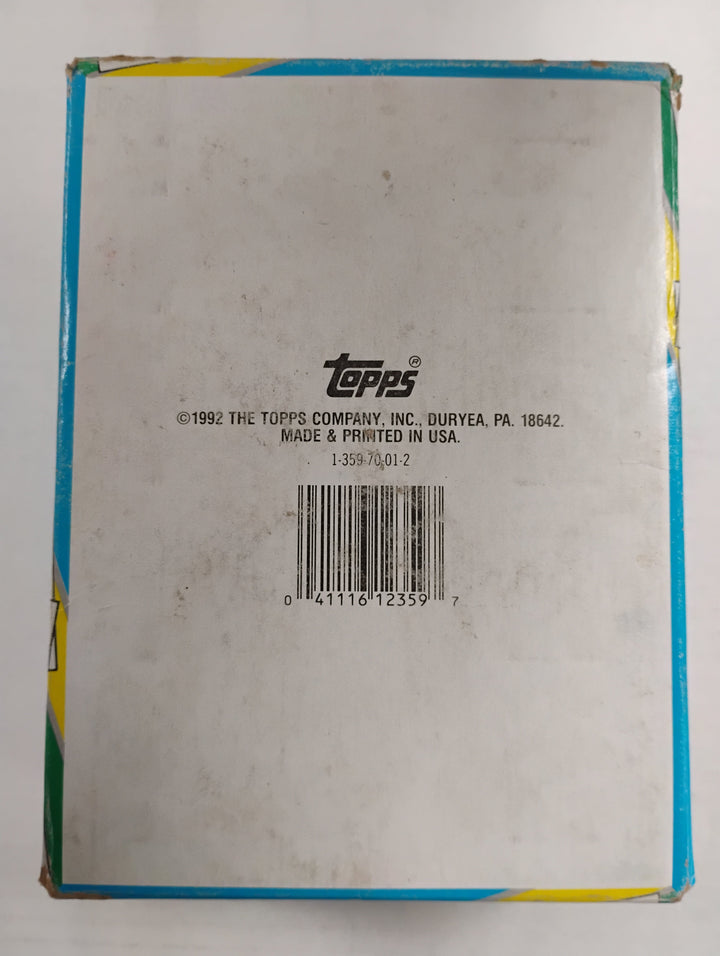 Topps®
©1992 THE TOPPS COMPANY, INC., DURYEA, PA. 18642.
MADE & PRINTED IN USA.
1-359-70-01-2
0 41116 12359 7